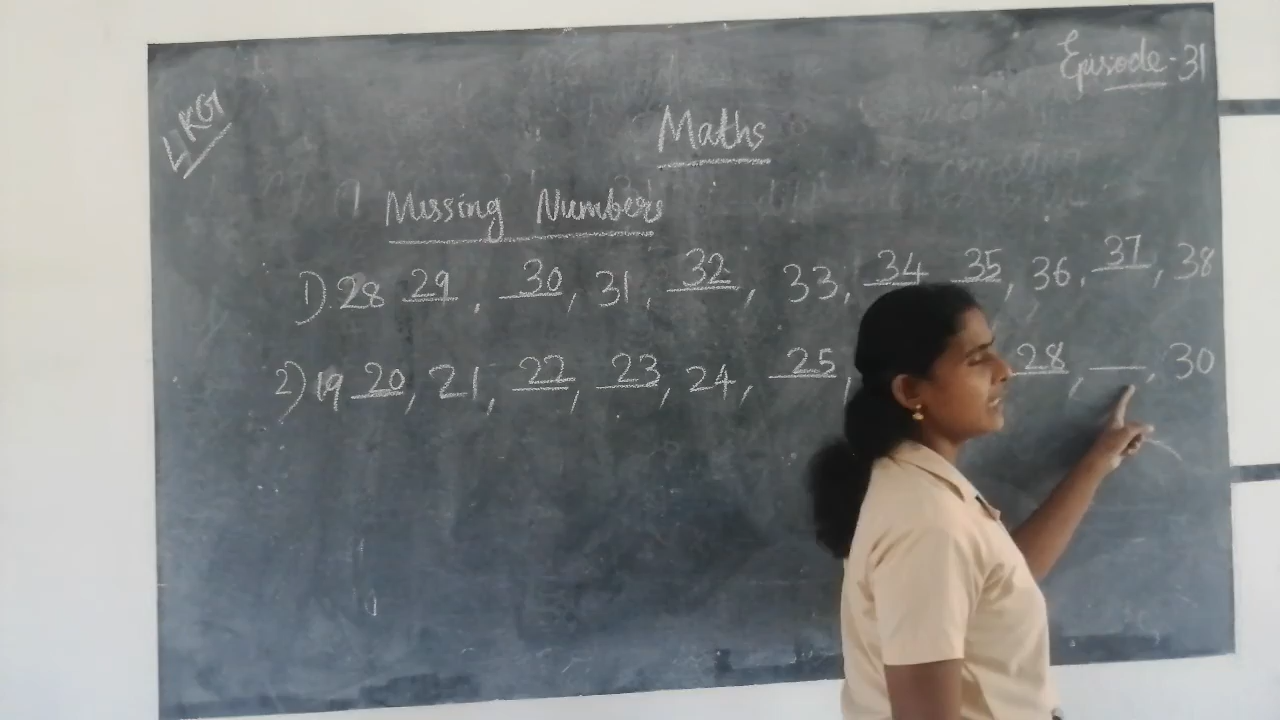 Episode-31
LKG
Maths
Missing Numbers
1) 28 29, 30, 31, 32, 33, 34 35, 36, 37, 38
2) 19 20, 21, 22, 23, 24, 25, 28, __, 30